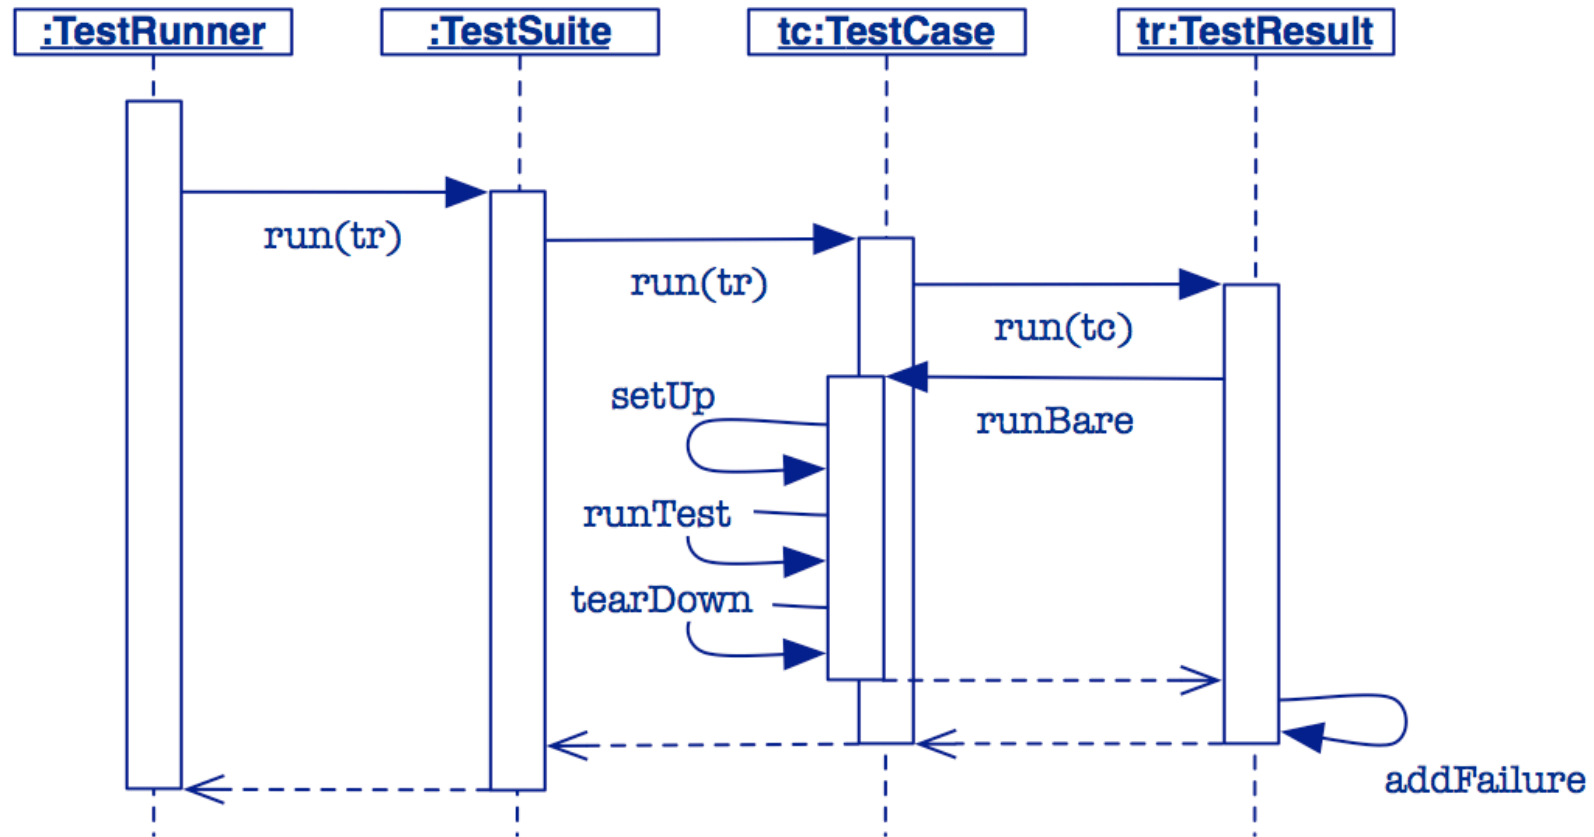 :TestRunner
:TestSuite
tc:TestCase
tr:TestResult
run(tr)
run(tr)
run(tc)
setUp
runBare
runTest
tearDown
addFailure